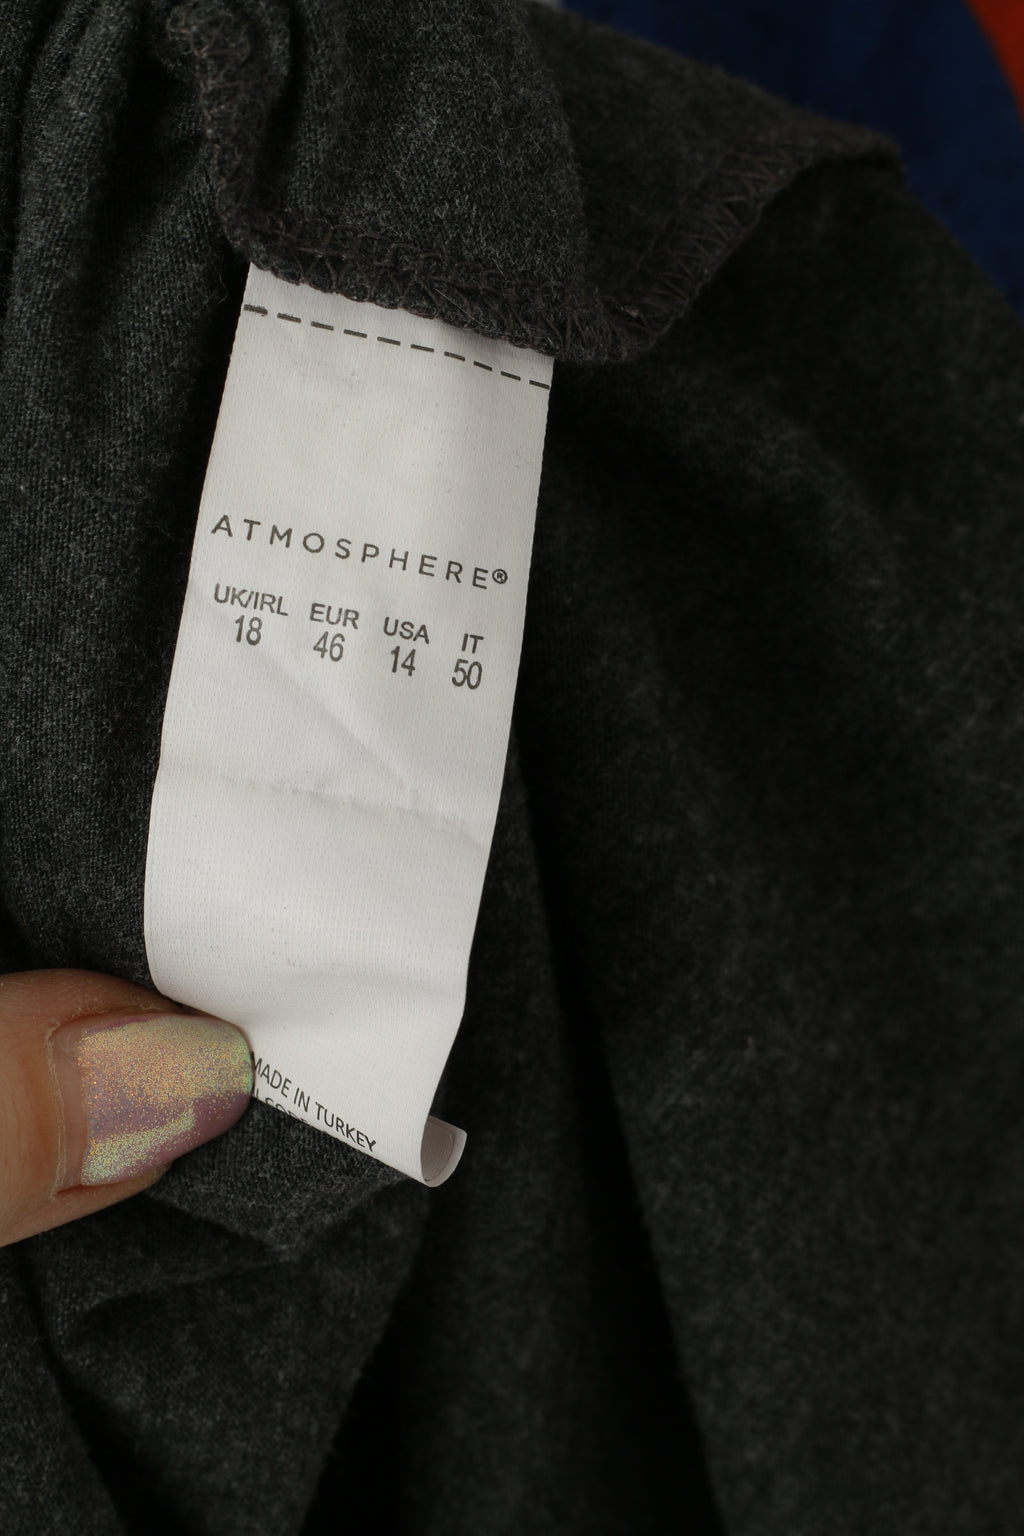 ATMOSPHERE®
UK/IRL EUR USA IT
18 46 14 50
MADE IN TURKEY